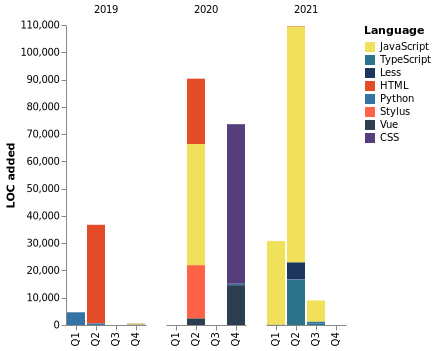 2019 2020 2021
LOC added
110,000
100,000
90,000
80,000
70,000
60,000
50,000
40,000
30,000
20,000
10,000
0
Q1 Q2 Q3 Q4 Q1 Q2 Q3 Q4 Q1 Q2 Q3 Q4
Language
JavaScript
TypeScript
Less
HTML
Python
Stylus
Vue
CSS